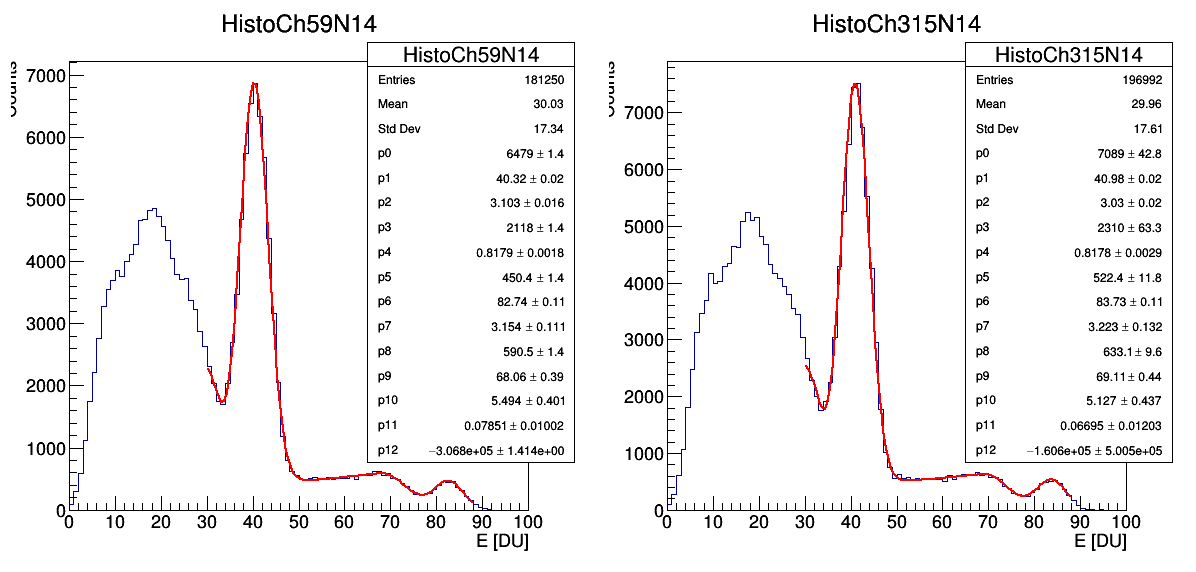 HistoCh59N14
Counts
7000
6000
5000
4000
3000
2000
1000
0
0 10 20 30 40 50 60 70 80 90 100
E [DU]
HistoCh59N14
Entries 181250
Mean 30.03
Std Dev 17.34
p0 6479 ± 1.4
p1 40.32 ± 0.02
p2 3.103 ± 0.016
p3 2118 ± 1.4
p4 0.8179 ± 0.0018
p5 450.4 ± 1.4
p6 82.74 ± 0.11
p7 3.154 ± 0.111
p8 590.5 ± 1.4
p9 68.06 ± 0.39
p10 5.494 ± 0.401
p11 0.07851 ± 0.01002
p12 −3.068e+05 ± 1.414e+00
HistoCh315N14
Counts
7000
6000
5000
4000
3000
2000
1000
0
0 10 20 30 40 50 60 70 80 90 100
E [DU]
HistoCh315N14
Entries 196992
Mean 29.96
Std Dev 17.61
p0 7089 ± 42.8
p1 40.98 ± 0.02
p2 3.03 ± 0.02
p3 2310 ± 63.3
p4 0.8178 ± 0.0029
p5 522.4 ± 11.8
p6 83.73 ± 0.11
p7 3.223 ± 0.132
p8 633.1 ± 9.6
p9 69.11 ± 0.44
p10 5.127 ± 0.437
p11 0.06695 ± 0.01203
p12 −1.606e+05 ± 5.005e+05